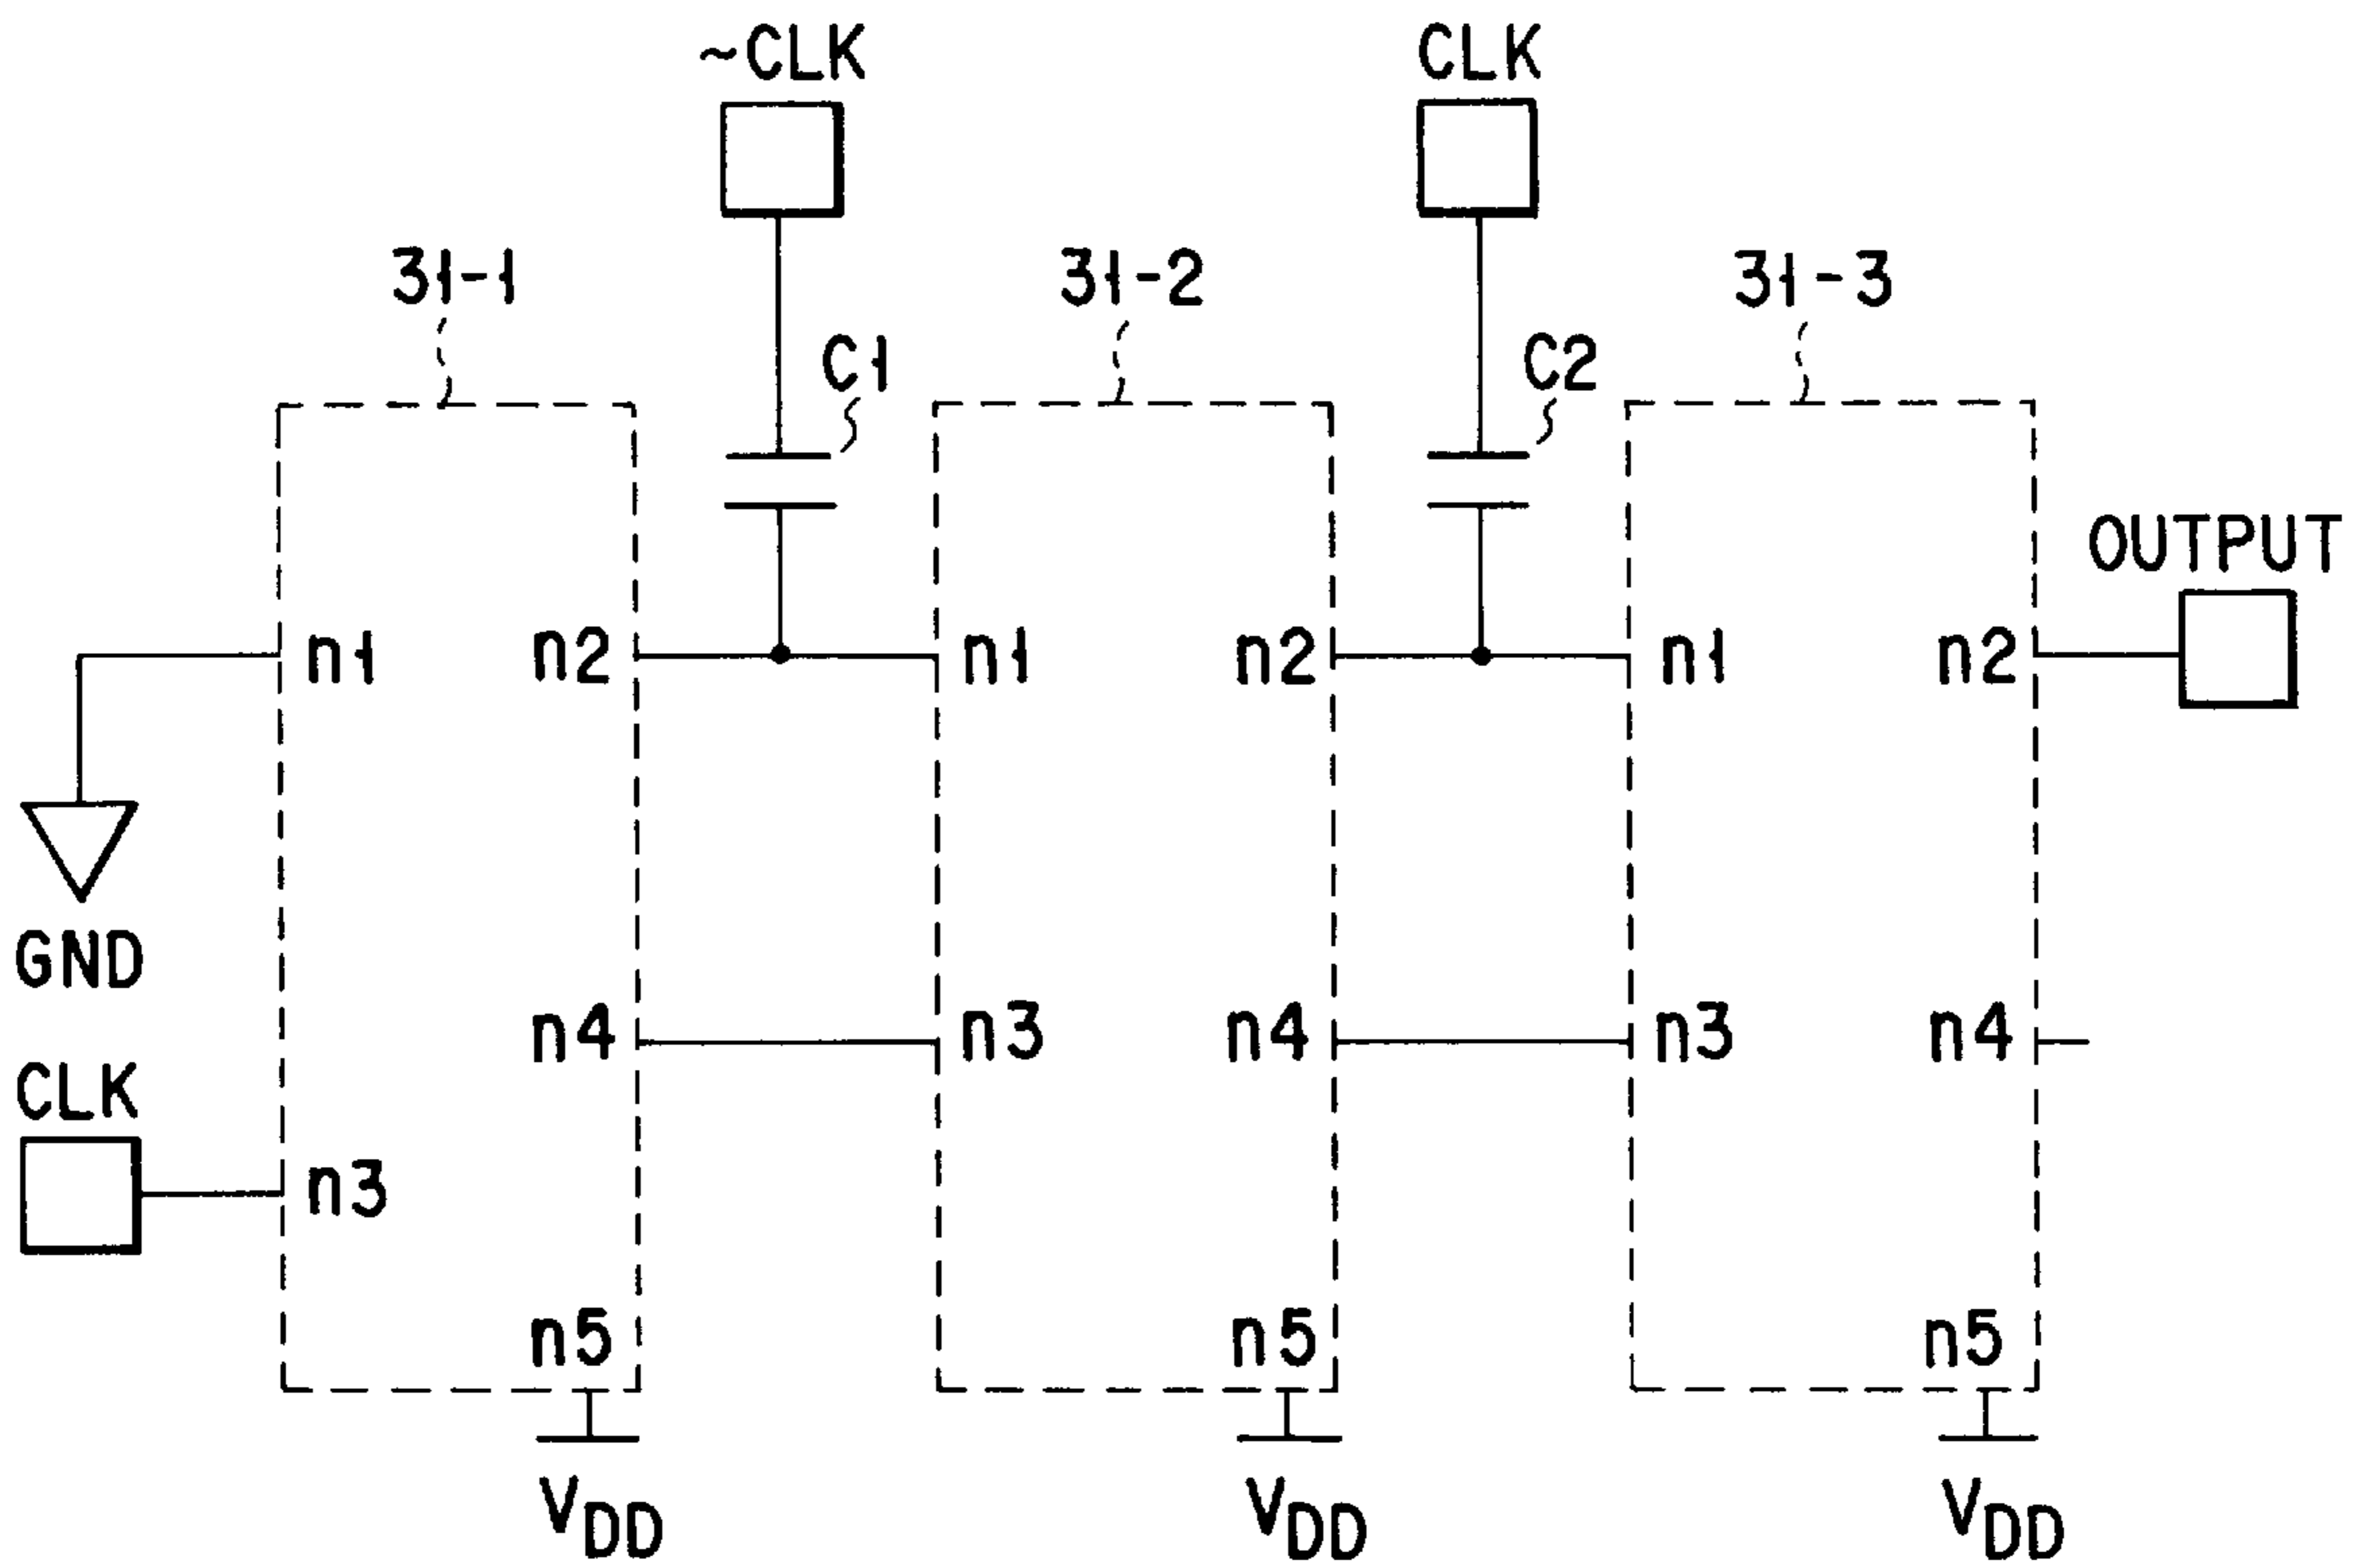 ~CLK
CLK
31-1
31-2
31-3
C1
C2
OUTPUT
n1
n2
n1
n2
n1
n2
GND
n4
n3
n4
n3
n4
CLK
n3
n5
n5
n5
VDD
VDD
VDD